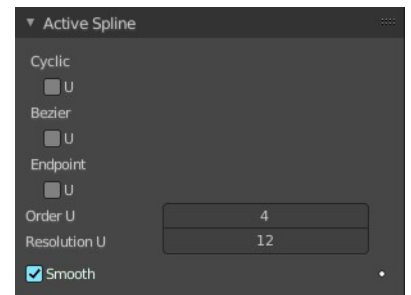 Active Spline
Cyclic
U
Bezier
U
Endpoint
U
Order U 4
Resolution U 12
Smooth